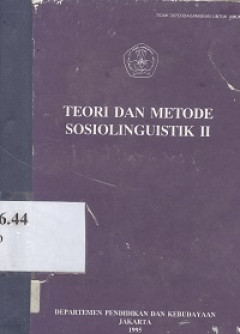 TEORI DAN METODE
SOSIOLINGUISTIK II
6.44
DEPARTEMEN PENDIDIKAN DAN KEBUDAYAAN
JAKARTA
1995